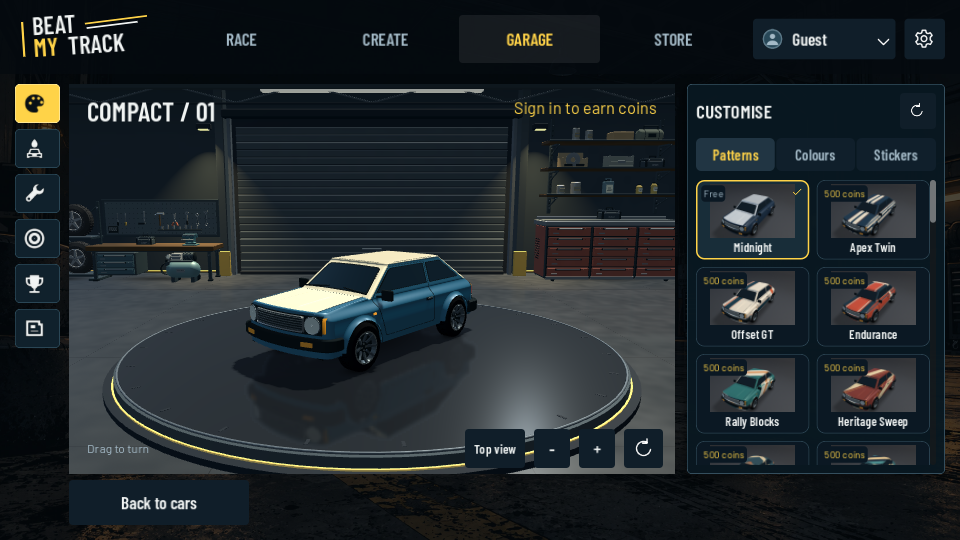 BEAT
MY TRACK
RACE
CREATE
GARAGE
STORE
Guest
COMPACT / 01
Sign in to earn coins
Drag to turn
Top view
-
+
Back to cars
CUSTOMISE
Patterns
Colours
Stickers
Free
Midnight
500 coins
Apex Twin
500 coins
Offset GT
500 coins
Endurance
500 coins
Rally Blocks
500 coins
Heritage Sweep
500 coins
500 coins